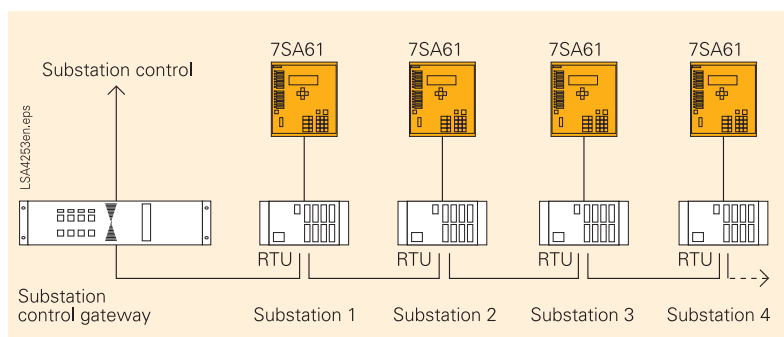 7SA61 7SA61 7SA61 7SA61
Substation control
LSA4253en.eps
RTU RTU RTU RTU
Substation
control gateway
Substation 1 Substation 2 Substation 3 Substation 4